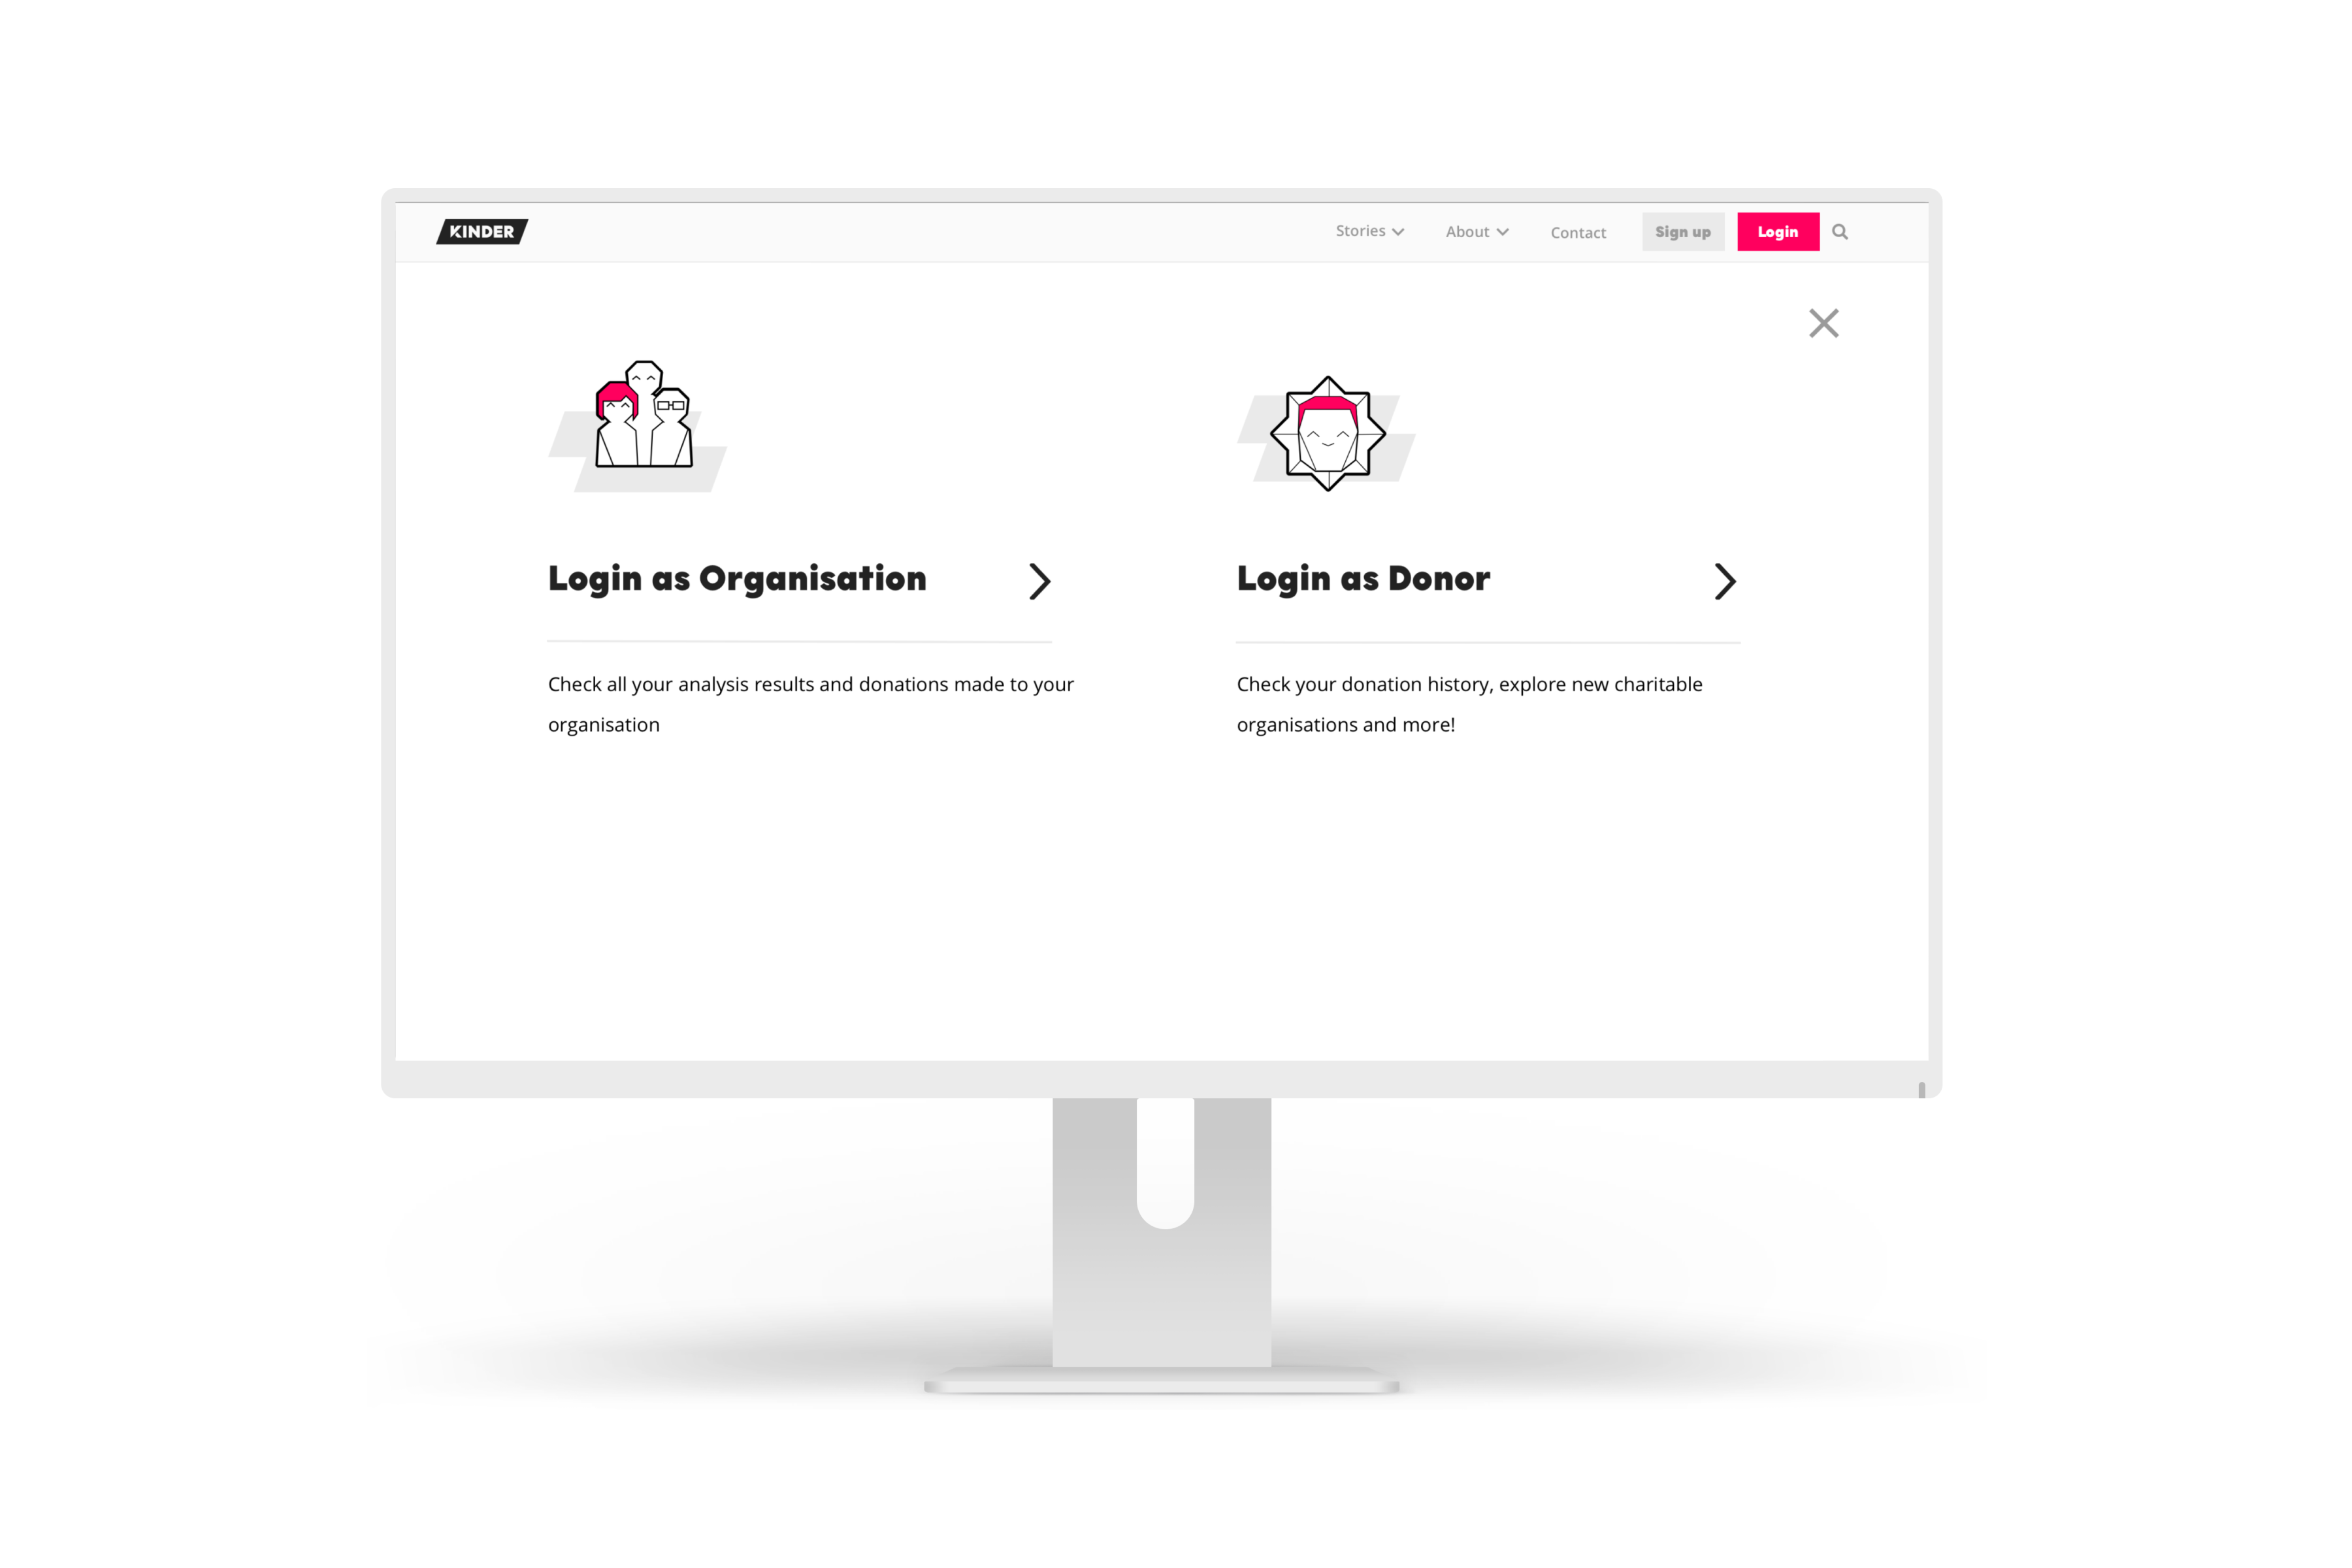 KINDER
Stories
About
Contact
Sign up
Login
Login as Organisation
Login as Donor
Check all your analysis results and donations made to your
organisation
Check your donation history, explore new charitable
organisations and more!